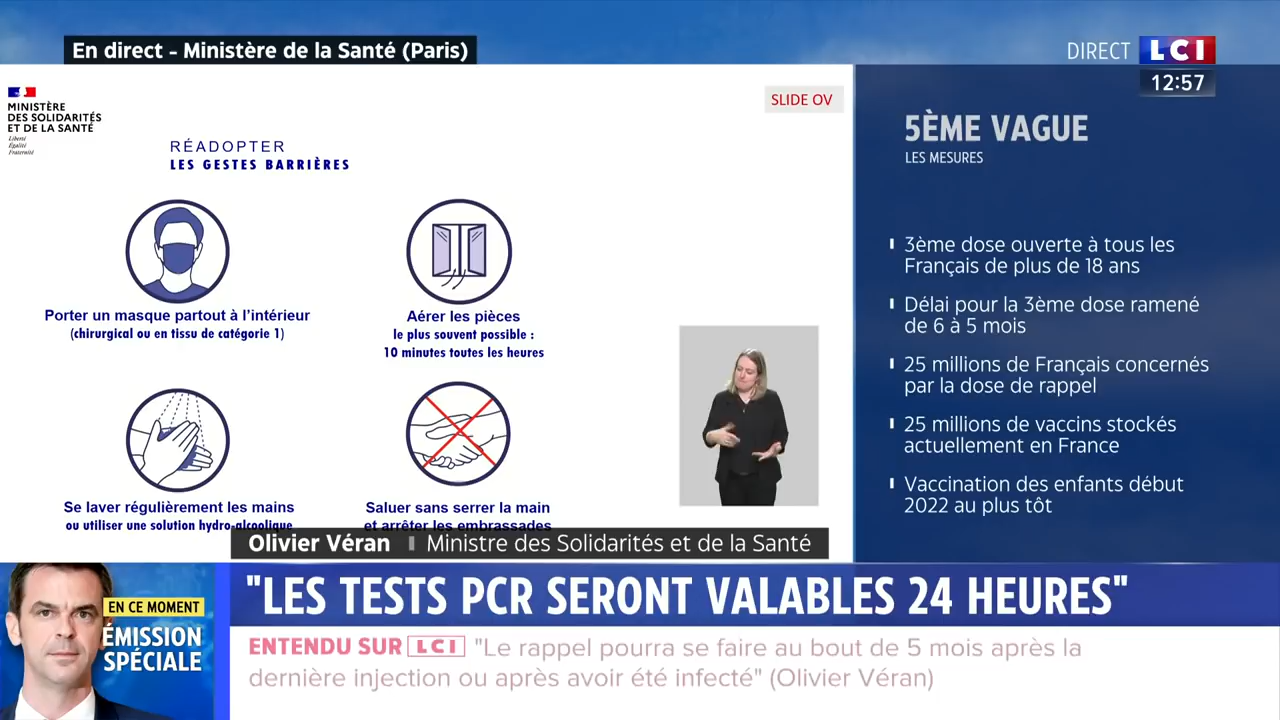 En direct - Ministère de la Santé (Paris)
DIRECT LCI
12:57
MINISTÈRE
DES SOLIDARITÉS
ET DE LA SANTÉ
Liberté
Égalité
Fraternité
SLIDE OV
RÉADOPTER
LES GESTES BARRIÈRES
Porter un masque partout à l'intérieur
(chirurgical ou en tissu de catégorie 1)
Aérer les pièces
le plus souvent possible :
10 minutes toutes les heures
Se laver régulièrement les mains
ou utiliser une solution hydro-alcoolique
Saluer sans serrer la main
et arrêter les embrassades
5ÈME VAGUE
LES MESURES
3ème dose ouverte à tous les
Français de plus de 18 ans
Délai pour la 3ème dose ramené
de 6 à 5 mois
25 millions de Français concernés
par la dose de rappel
25 millions de vaccins stockés
actuellement en France
Vaccination des enfants début
2022 au plus tôt
Olivier Véran Ministre des Solidarités et de la Santé
EN CE MOMENT
ÉMISSION
SPÉCIALE
"LES TESTS PCR SERONT VALABLES 24 HEURES"
ENTENDU SUR LCI "Le rappel pourra se faire au bout de 5 mois après la
dernière injection ou après avoir été infecté" (Olivier Véran)